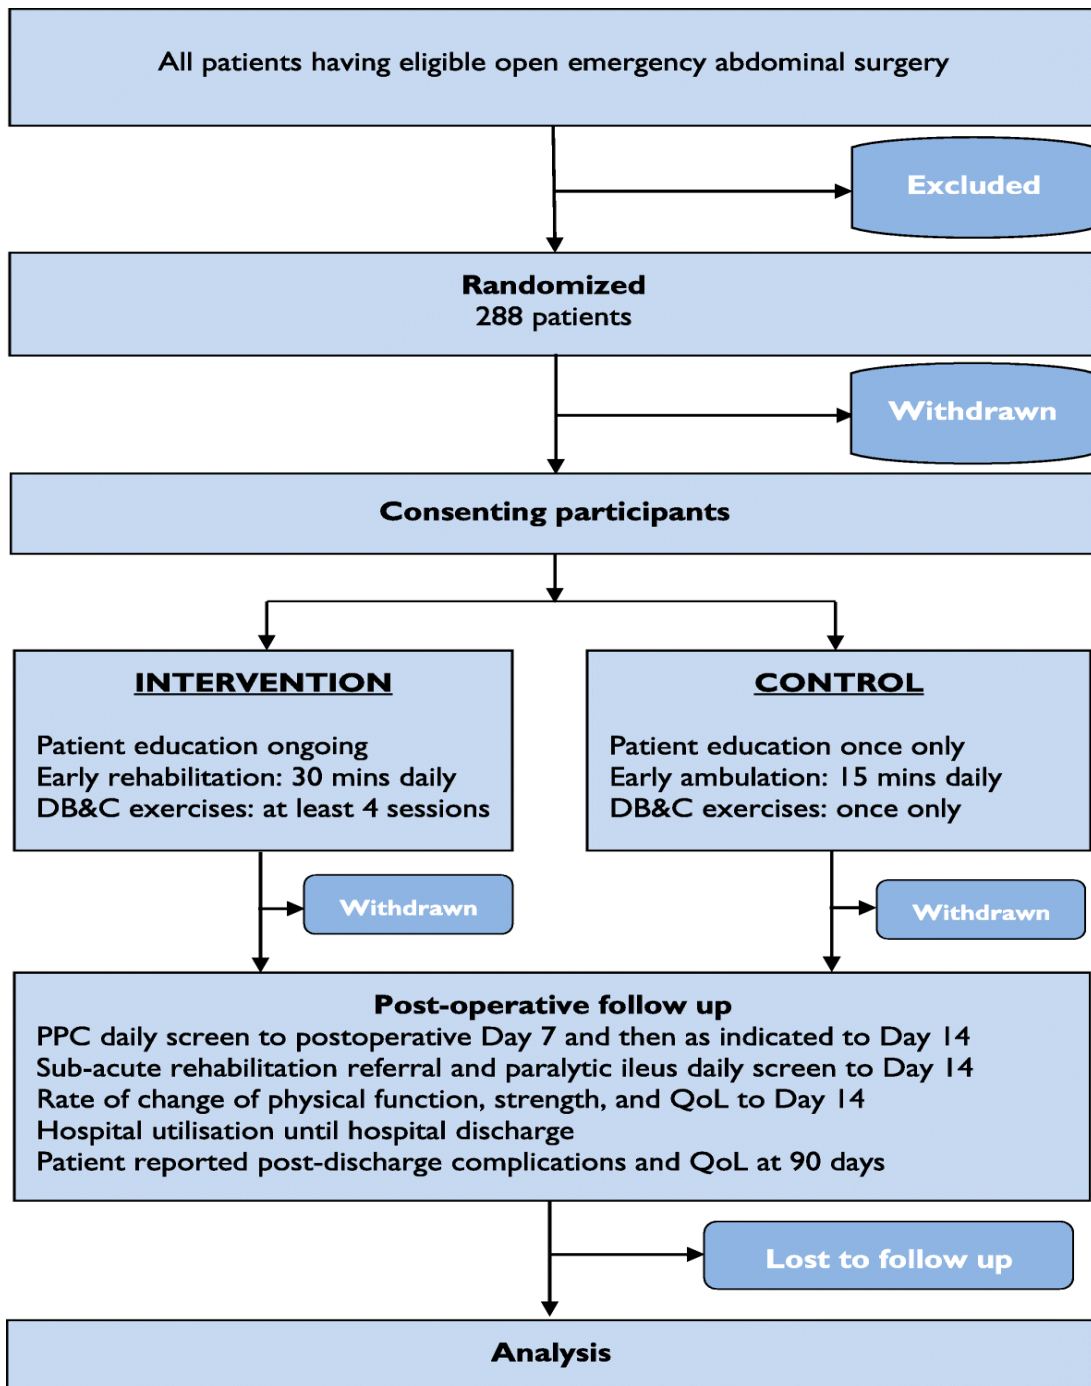 All patients having eligible open emergency abdominal surgery
Excluded
Randomized
288 patients
Withdrawn
Consenting participants
INTERVENTION
Patient education ongoing
Early rehabilitation: 30 mins daily
DB&C exercises: at least 4 sessions
CONTROL
Patient education once only
Early ambulation: 15 mins daily
DB&C exercises: once only
Withdrawn
Withdrawn
Post-operative follow up
PPC daily screen to postoperative Day 7 and then as indicated to Day 14
Sub-acute rehabilitation referral and paralytic ileus daily screen to Day 14
Rate of change of physical function, strength, and QoL to Day 14
Hospital utilisation until hospital discharge
Patient reported post-discharge complications and QoL at 90 days
Lost to follow up
Analysis